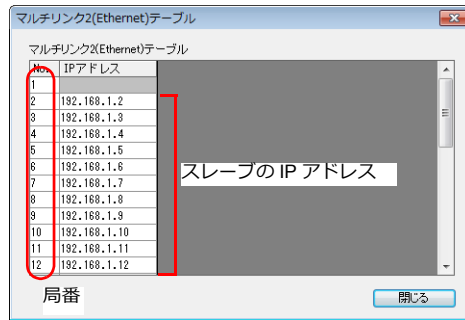 マルチリンク2(Ethernet)テーブル
マルチリンク2(Ethernet)テーブル
No. IPアドレス
1
2 192.168.1.2
3 192.168.1.3
4 192.168.1.4
5 192.168.1.5
6 192.168.1.6
7 192.168.1.7
8 192.168.1.8
9 192.168.1.9
10 192.168.1.10
11 192.168.1.11
12 192.168.1.12
スレーブの IP アドレス
局番
閉じる